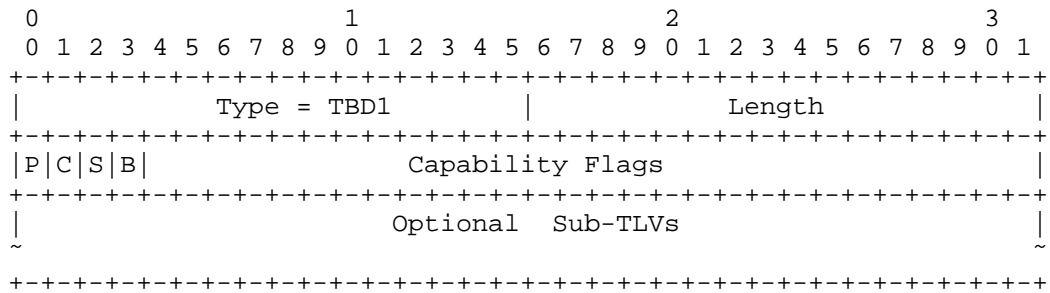 0                   1                   2                   3
 0 1 2 3 4 5 6 7 8 9 0 1 2 3 4 5 6 7 8 9 0 1 2 3 4 5 6 7 8 9 0 1
+-+-+-+-+-+-+-+-+-+-+-+-+-+-+-+-+-+-+-+-+-+-+-+-+-+-+-+-+-+-+-+-+
|            Type = TBD1        |            Length             |
+-+-+-+-+-+-+-+-+-+-+-+-+-+-+-+-+-+-+-+-+-+-+-+-+-+-+-+-+-+-+-+-+
|P|C|S|B|                Capability Flags                       |
+-+-+-+-+-+-+-+-+-+-+-+-+-+-+-+-+-+-+-+-+-+-+-+-+-+-+-+-+-+-+-+-+
|                       Optional  Sub-TLVs                      |
~                                                               ~
+-+-+-+-+-+-+-+-+-+-+-+-+-+-+-+-+-+-+-+-+-+-+-+-+-+-+-+-+-+-+-+-+